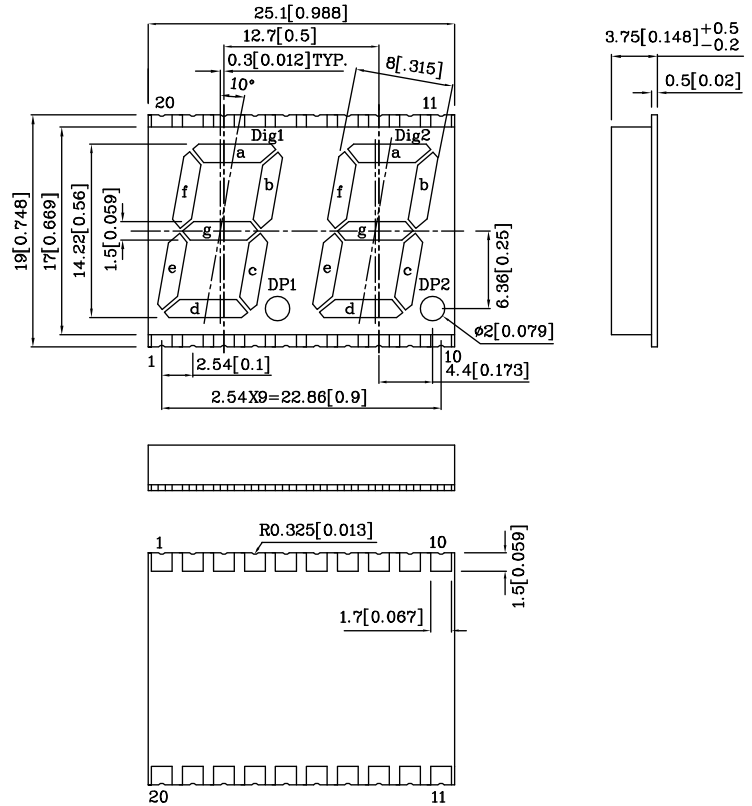 25.1[0.988]
12.7[0.5]
0.3[0.012]TYP.
8[.315]
10°
3.75[0.148]+0.5 −0.2
0.5[0.02]
20
11
Dig1
Dig2
a
a
f
b
f
b
g
g
e
c
e
c
d
d
DP1
DP2
19[0.748]
17[0.669]
14.22[0.56]
1.5[0.059]
6.36[0.25]
ø2[0.079]
1
10
2.54[0.1]
4.4[0.173]
2.54X9=22.86[0.9]
R0.325[0.013]
1
10
1.5[0.059]
1.7[0.067]
20
11